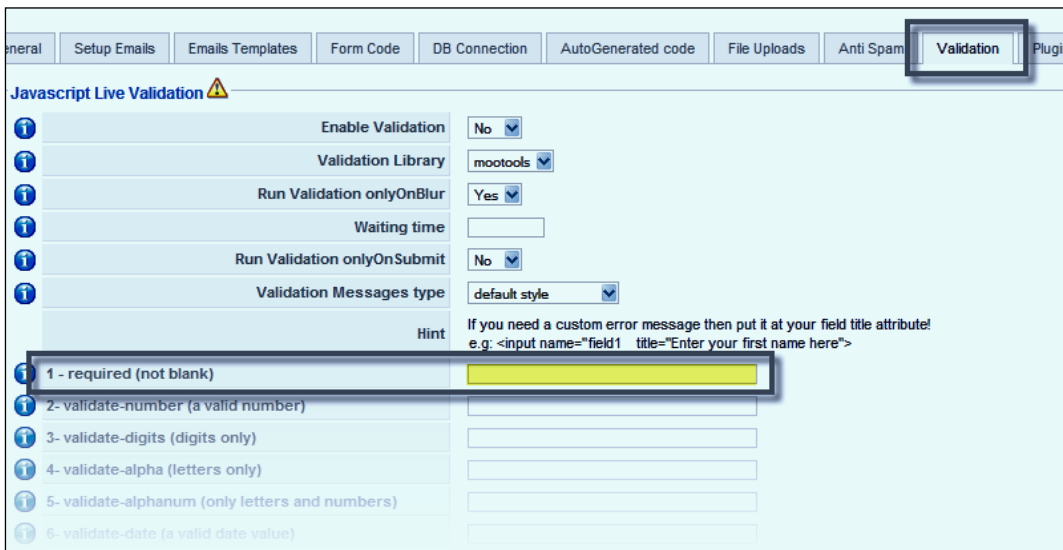 eneral Setup Emails Emails Templates Form Code DB Connection AutoGenerated code File Uploads Anti Spam Validation Plugi
Javascript Live Validation
Enable Validation No
Validation Library mootools
Run Validation onlyOnBlur Yes
Waiting time
Run Validation onlyOnSubmit No
Validation Messages type default style
Hint If you need a custom error message then put it at your field title attribute!
e.g: <input name="field1 title="Enter your first name here">
1 - required (not blank)
2- validate-number (a valid number)
3- validate-digits (digits only)
4- validate-alpha (letters only)
5- validate-alphanum (only letters and numbers)
6- validate-date (a valid date value)